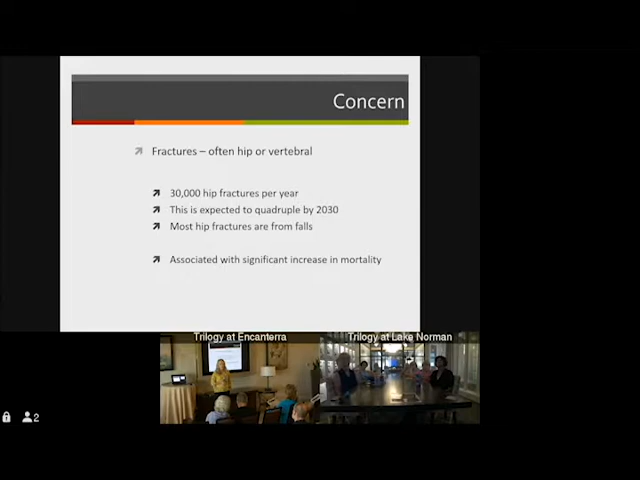 Concern
Fractures – often hip or vertebral
30,000 hip fractures per year
This is expected to quadruple by 2030
Most hip fractures are from falls
Associated with significant increase in mortality
Trilogy at Encanterra
Trilogy at Lake Norman
2